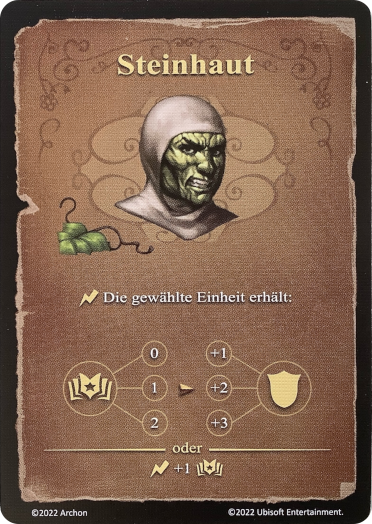 Steinhaut
Die gewählte Einheit erhält:
0 +1
1 +2
2 +3
oder
+1
©2022 Archon ©2022 Ubisoft Entertainment.